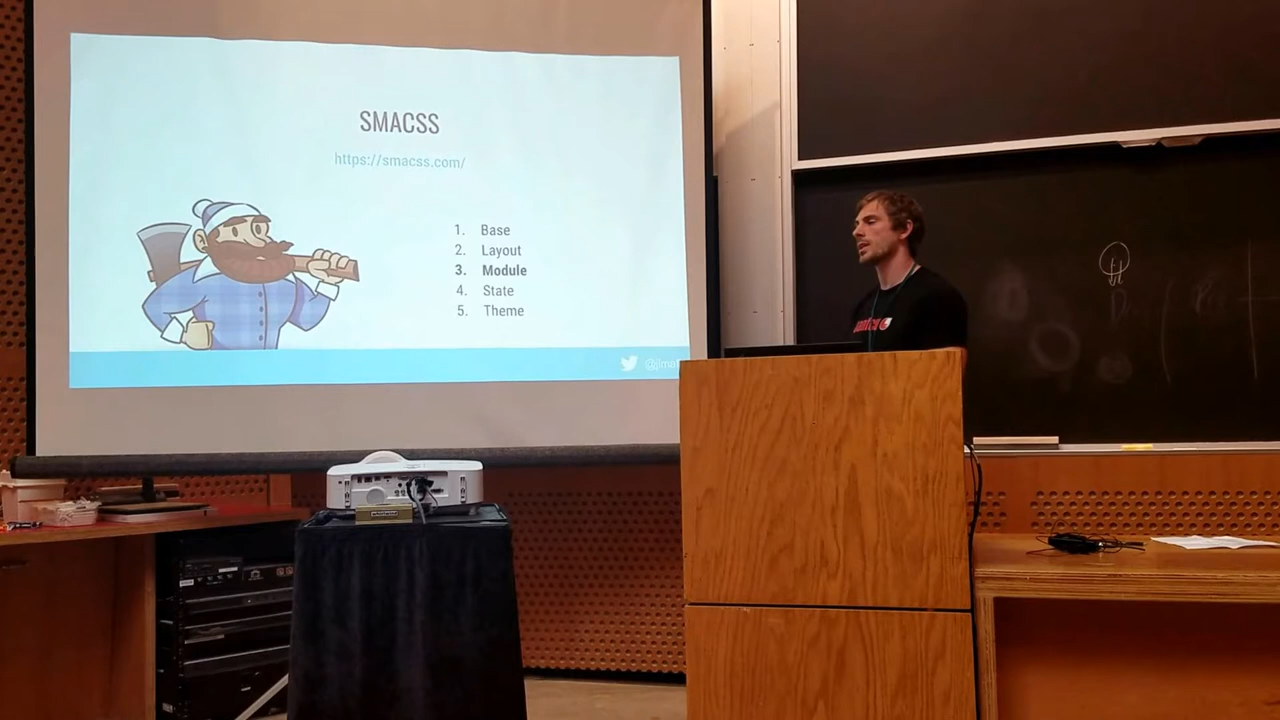 SMACSS
https://smacss.com/
1. Base
2. Layout
3. Module
4. State
5. Theme